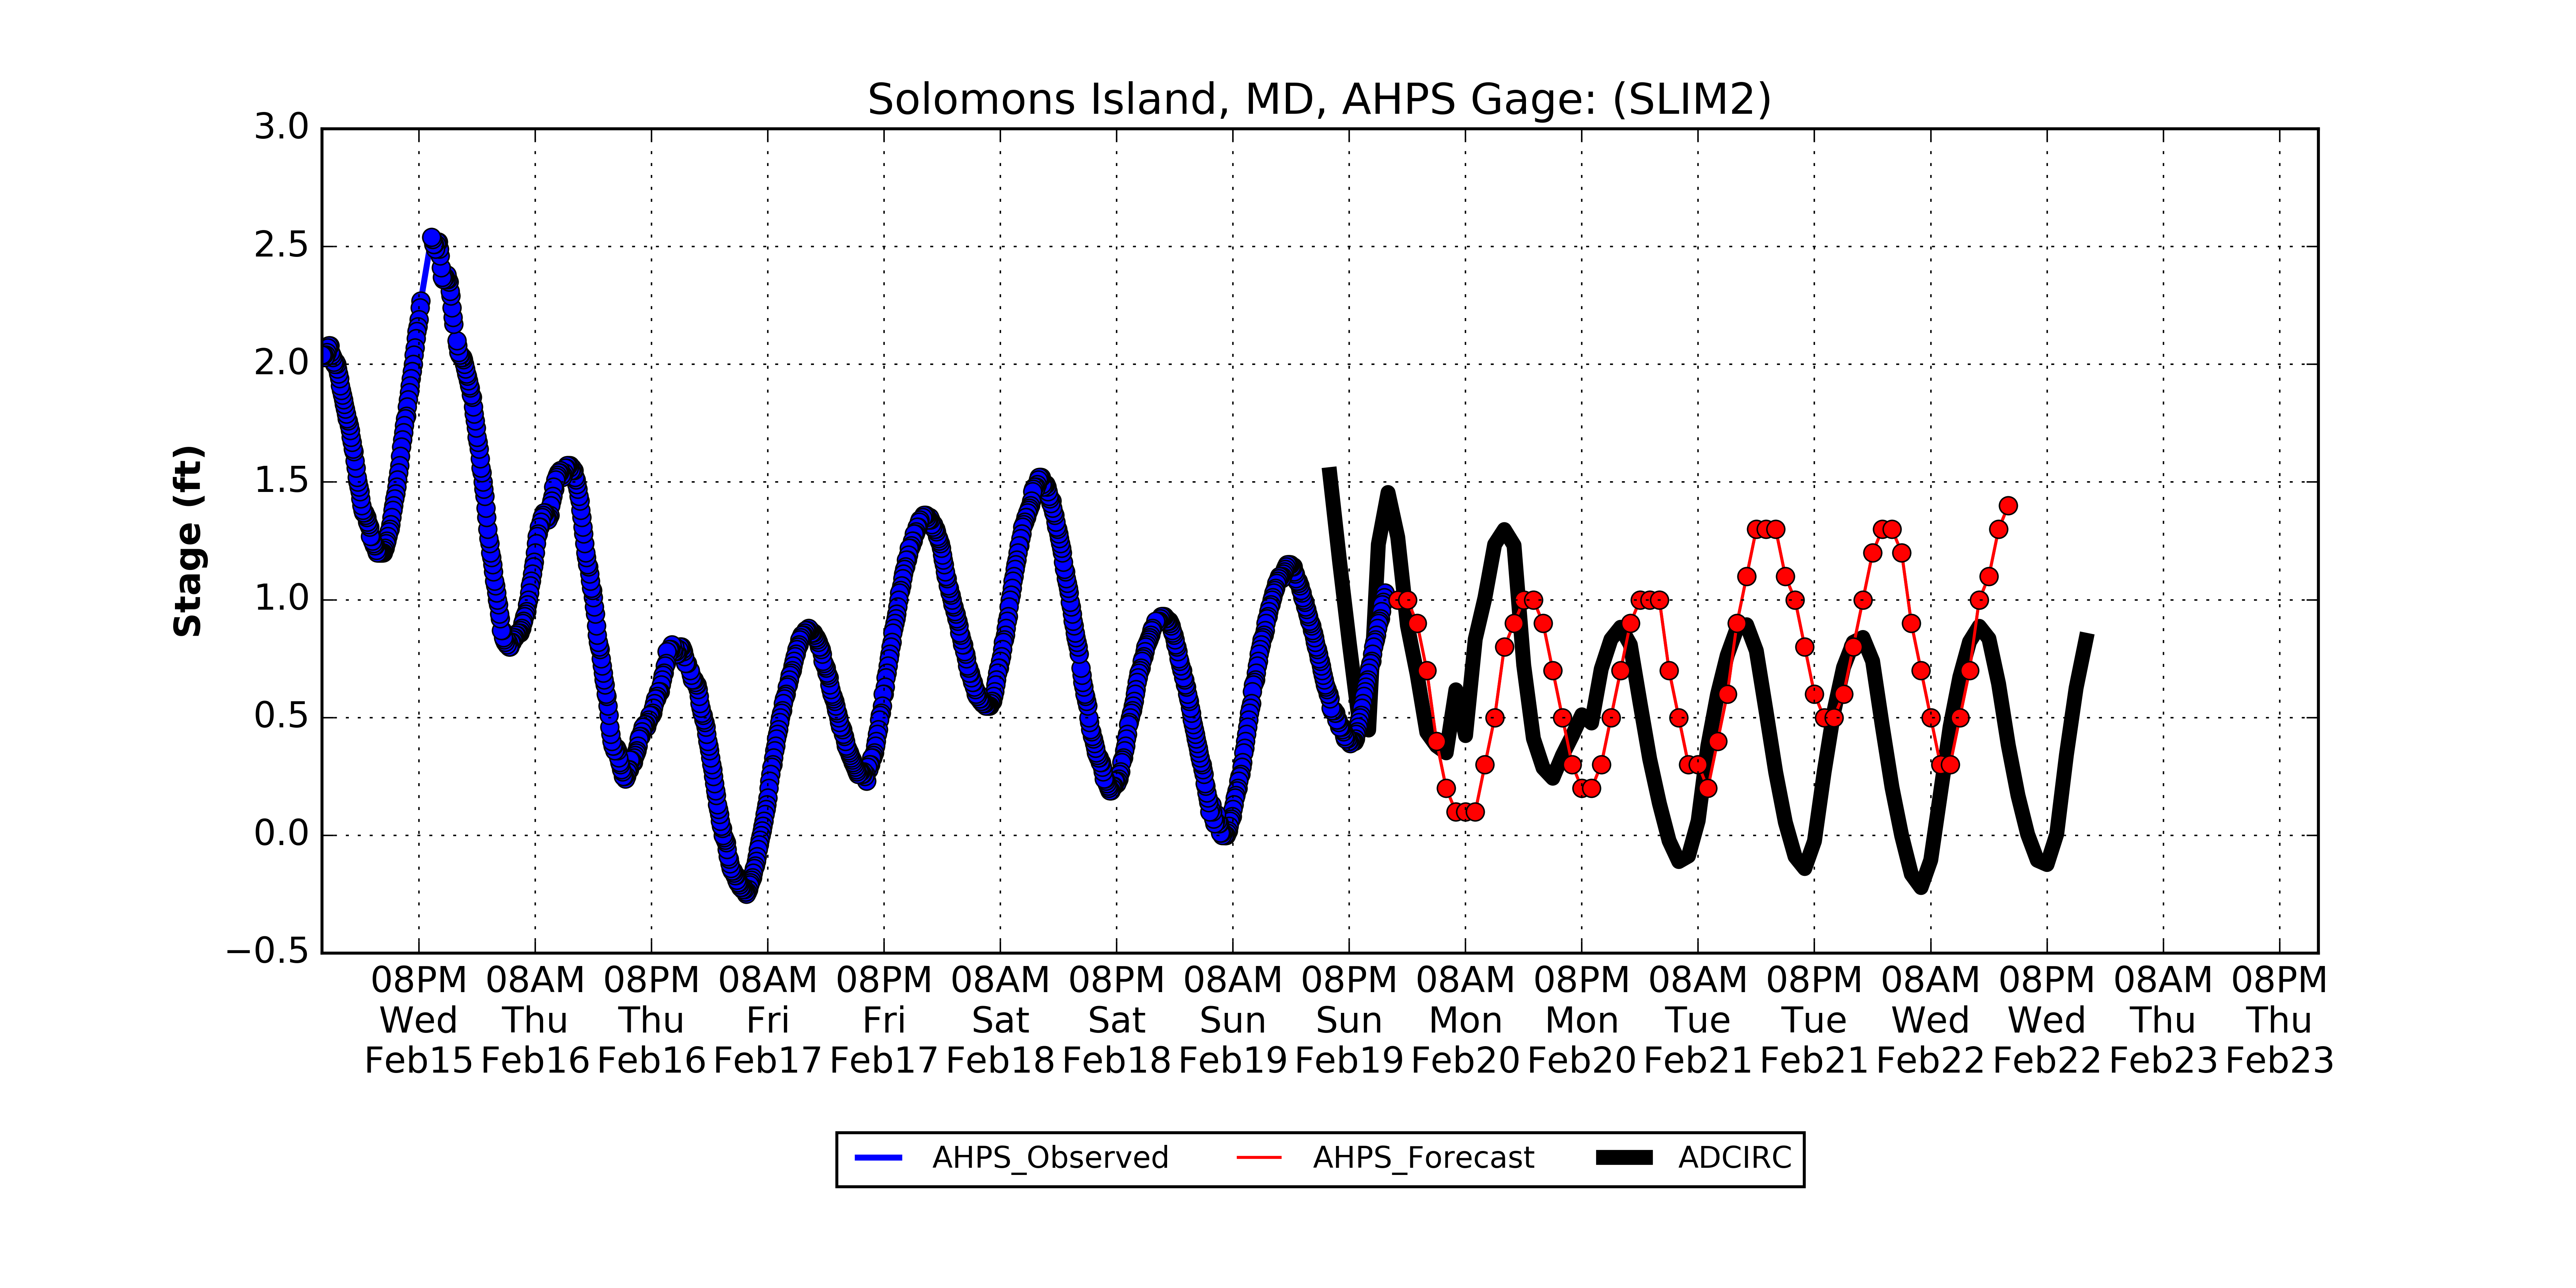 Solomons Island, MD, AHPS Gage: (SLIM2)
Stage (ft)
3.0
2.5
2.0
1.5
1.0
0.5
0.0
−0.5
08PM 08AM 08PM 08AM 08PM 08AM 08PM 08AM 08PM 08AM 08PM 08AM 08PM 08AM 08PM 08AM 08PM
Wed Thu Thu Fri Fri Sat Sat Sun Sun Mon Mon Tue Tue Wed Wed Thu Thu
Feb15 Feb16 Feb16 Feb17 Feb17 Feb18 Feb18 Feb19 Feb19 Feb20 Feb20 Feb21 Feb21 Feb22 Feb22 Feb23 Feb23
AHPS_Observed AHPS_Forecast ADCIRC